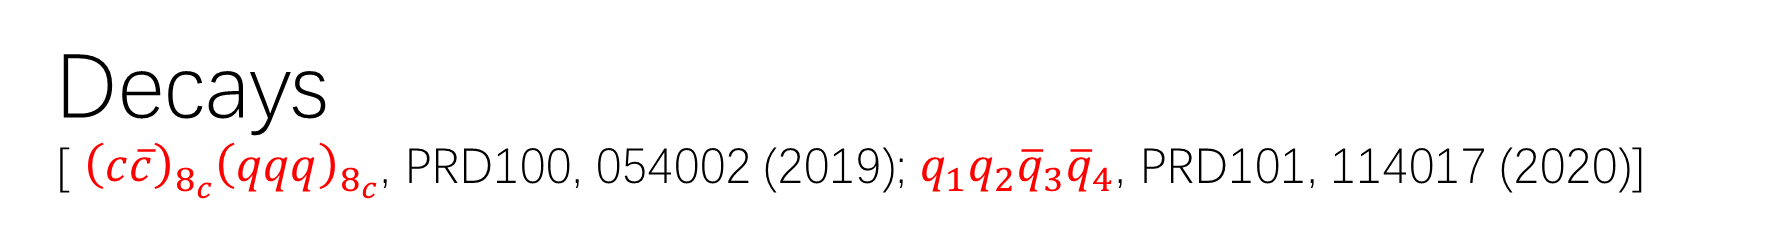 Decays
[ (cc̄)8c(qqq)8c, PRD100, 054002 (2019); q1q2q̄3q̄4, PRD101, 114017 (2020)]